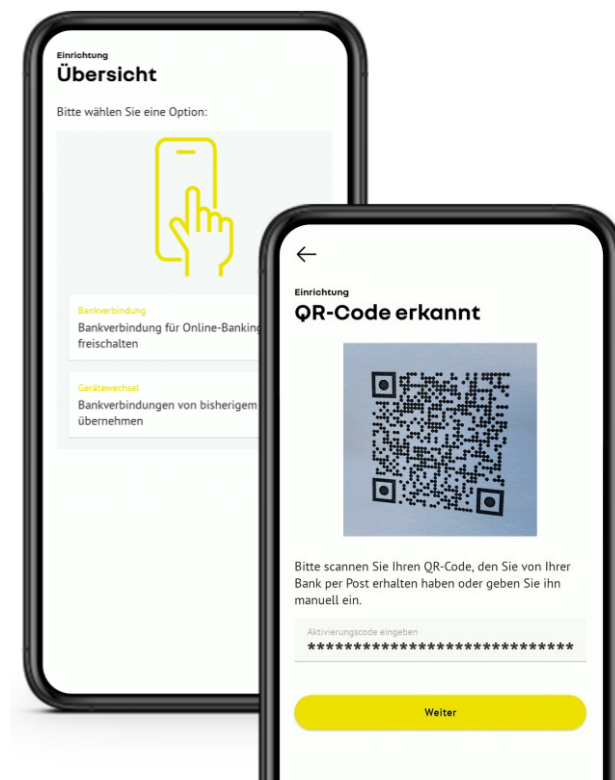 Einrichtung
Übersicht
Bitte wählen Sie eine Option:
Bankverbindung
Bankverbindung für Online-Banking
freischalten
Gerätewechsel
Bankverbindungen von bisherigem
übernehmen
Einrichtung
QR-Code erkannt
Bitte scannen Sie Ihren QR-Code, den Sie von Ihrer
Bank per Post erhalten haben oder geben Sie ihn
manuell ein.
Aktivierungscode eingeben
*****************************
Weiter